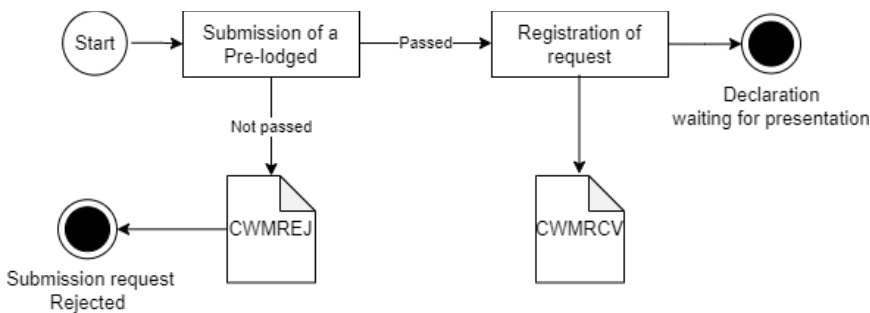 Start
Submission of a
Pre-lodged
Passed
Registration of
request
Declaration
waiting for presentation
Not passed
CWMREJ
CWMRCV
Submission request
Rejected